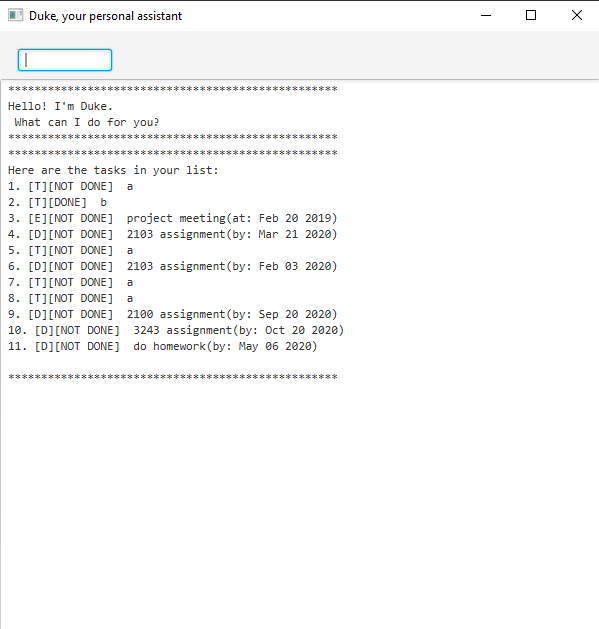 Duke, your personal assistant
**************************************************
Hello! I'm Duke.
 What can I do for you?
**************************************************
**************************************************
Here are the tasks in your list:
1. [T][NOT DONE]  a
2. [T][DONE]  b
3. [E][NOT DONE]  project meeting(at: Feb 20 2019)
4. [D][NOT DONE]  2103 assignment(by: Mar 21 2020)
5. [T][NOT DONE]  a
6. [D][NOT DONE]  2103 assignment(by: Feb 03 2020)
7. [T][NOT DONE]  a
8. [T][NOT DONE]  a
9. [D][NOT DONE]  2100 assignment(by: Sep 20 2020)
10. [D][NOT DONE]  3243 assignment(by: Oct 20 2020)
11. [D][NOT DONE]  do homework(by: May 06 2020)
**************************************************